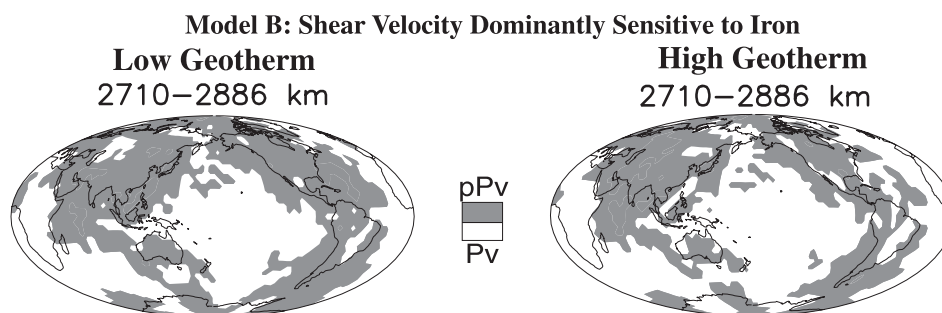 Model B: Shear Velocity Dominantly Sensitive to Iron
Low Geotherm
2710–2886 km
High Geotherm
2710–2886 km
pPv
Pv